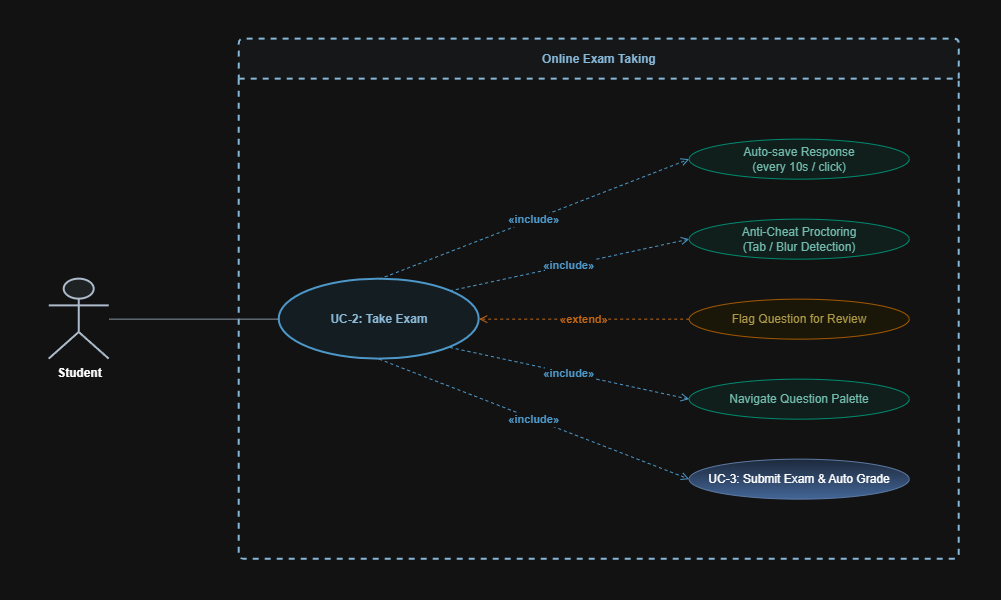 Online Exam Taking
Auto-save Response
(every 10s / click)
«include»
Anti-Cheat Proctoring
(Tab / Blur Detection)
«include»
UC-2: Take Exam
«extend»
Flag Question for Review
Student
«include»
Navigate Question Palette
«include»
UC-3: Submit Exam & Auto Grade